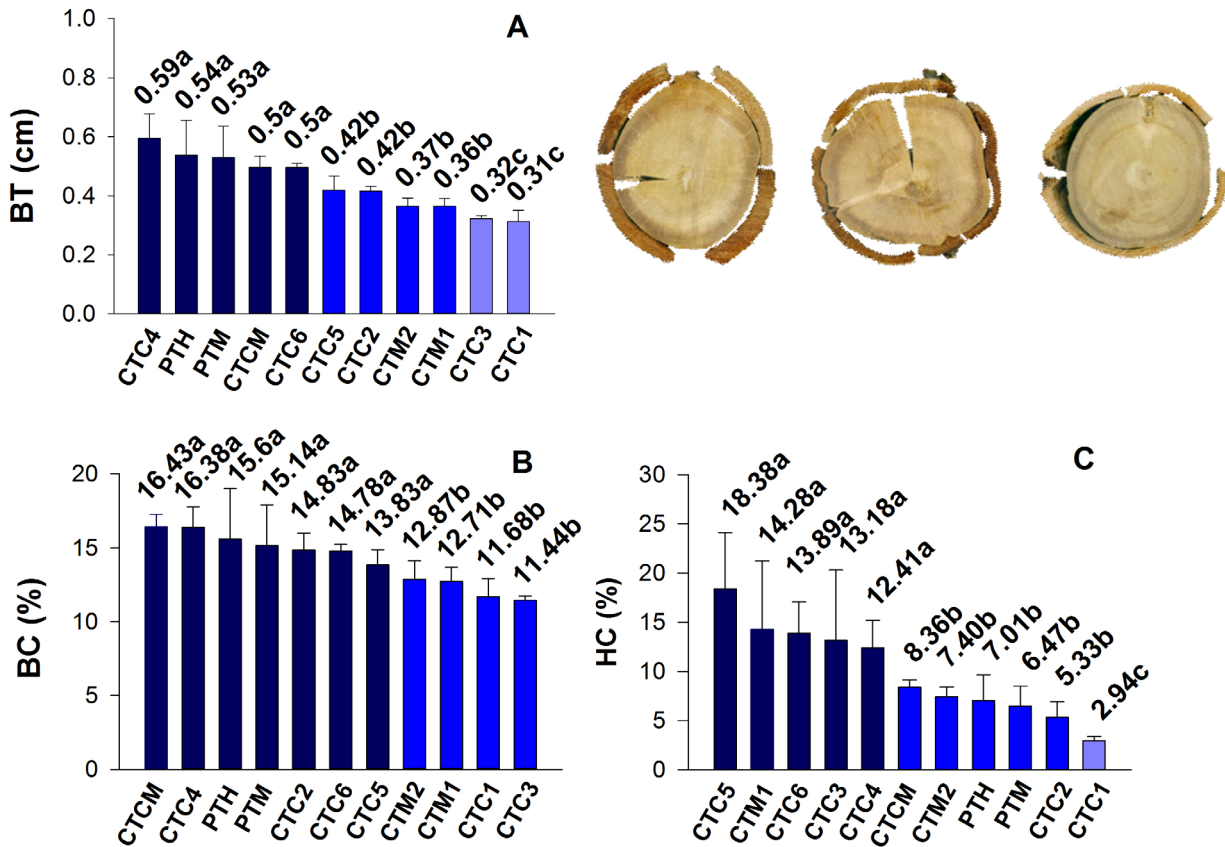 A
BT (cm)
1.0
0.8
0.6
0.4
0.2
0.0
0.59a
0.54a
0.53a
0.5a
0.5a
0.42b
0.42b
0.37b
0.36b
0.32c
0.31c
CTC4
PTH
PTM
CTCM
CTC6
CTC5
CTC2
CTM2
CTM1
CTC3
CTC1
B
BC (%)
20
15
10
5
0
16.43a
16.38a
15.6a
15.14a
14.83a
14.78a
13.83a
12.87b
12.71b
11.68b
11.44b
CTCM
CTC4
PTH
PTM
CTC2
CTC6
CTC5
CTM2
CTM1
CTC1
CTC3
C
HC (%)
30
25
20
15
10
5
0
18.38a
14.28a
13.89a
13.18a
12.41a
8.36b
7.40b
7.01b
6.47b
5.33b
2.94c
CTC5
CTM1
CTC6
CTC3
CTC4
CTCM
CTM2
PTH
PTM
CTC2
CTC1